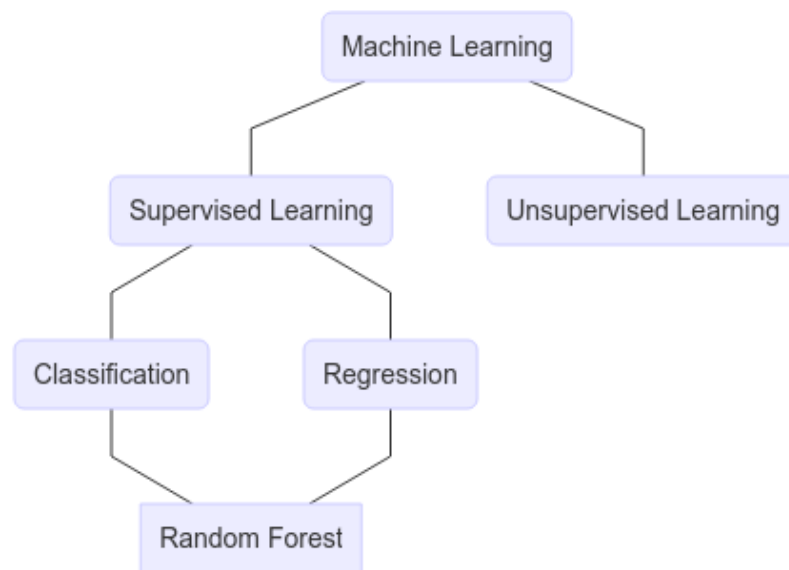 Machine Learning
Supervised Learning
Unsupervised Learning
Classification
Regression
Random Forest